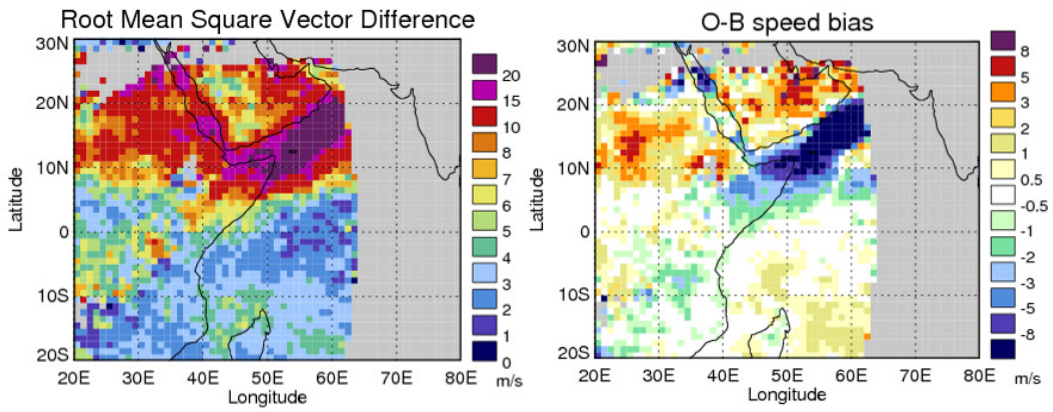 Root Mean Square Vector Difference
30N
20N
10N
0
10S
20S
Latitude
20E 30E 40E 50E 60E 70E 80E
Longitude
20
15
10
8
7
6
5
4
3
2
1
0
m/s
O-B speed bias
30N
20N
10N
0
10S
20S
Latitude
20E 30E 40E 50E 60E 70E 80E
Longitude
8
5
3
2
1
0.5
-0.5
-1
-2
-3
-5
-8
m/s